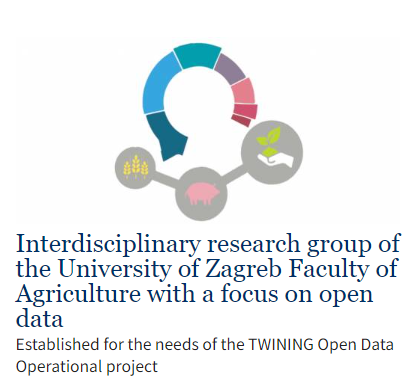 Interdisciplinary research group of
the University of Zagreb Faculty of
Agriculture with a focus on open
data
Established for the needs of the TWINING Open Data
Operational project